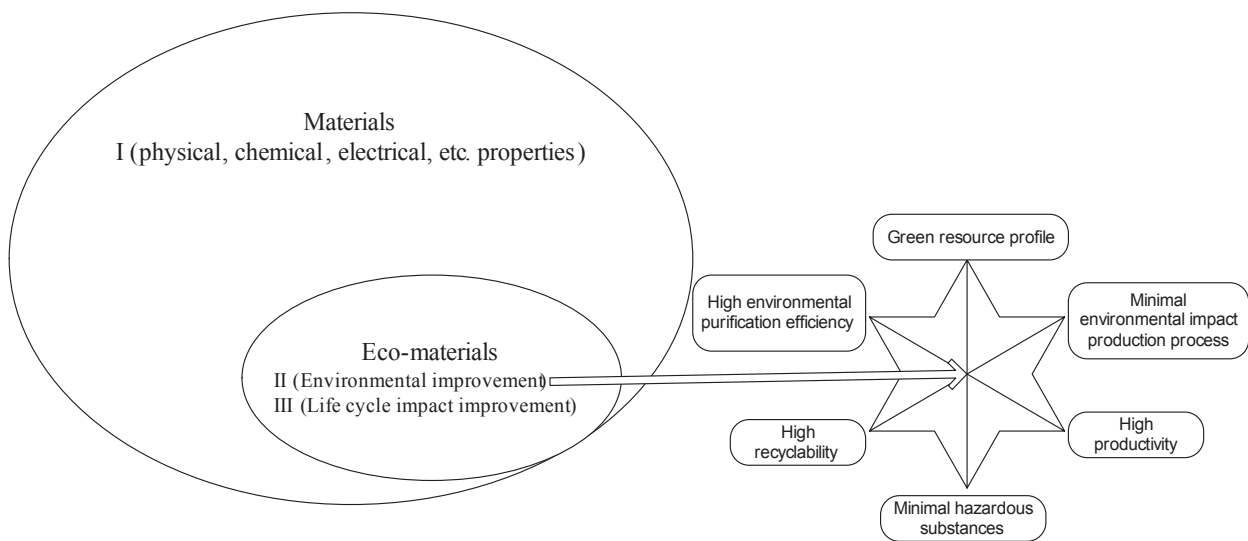 Materials
I (physical, chemical, electrical, etc. properties)
Eco-materials
II (Environmental improvement)
III (Life cycle impact improvement)
Green resource profile
High environmental
purification efficiency
Minimal
environmental impact
production process
High
recyclability
High
productivity
Minimal hazardous
substances